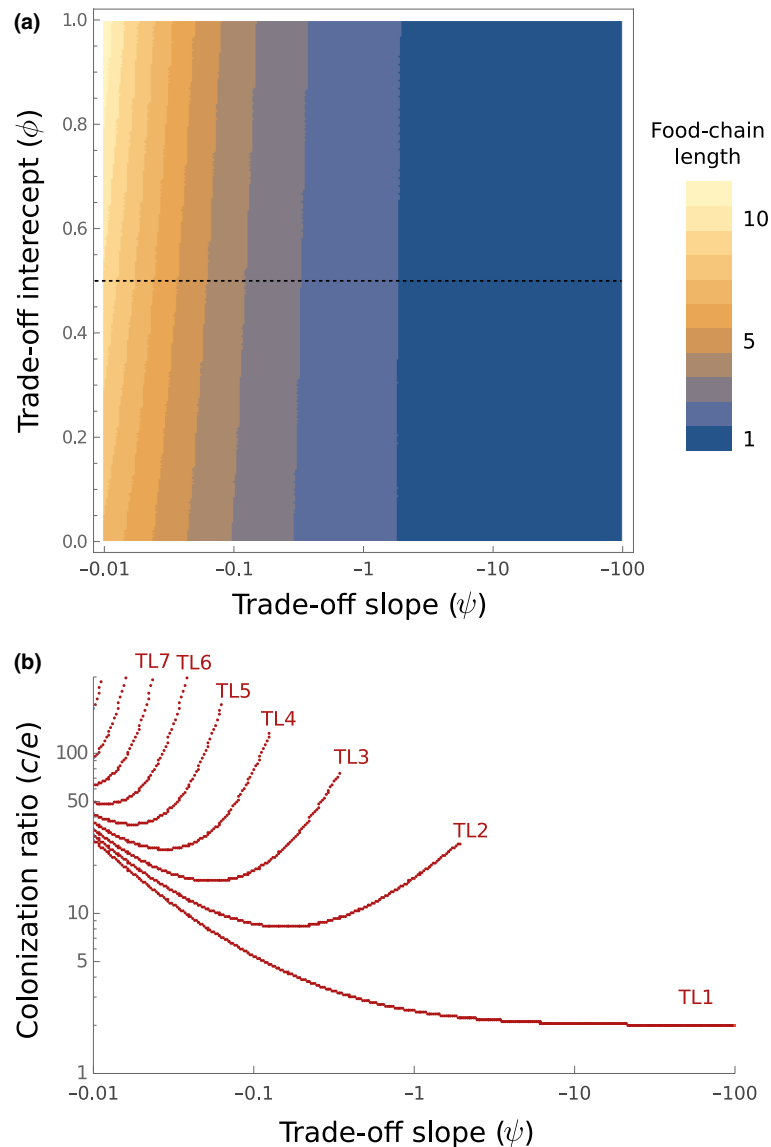 (a)
1.0
0.8
0.6
0.4
0.2
0.0
Trade-off interecept (ϕ)
−0.01
−0.1
−1
−10
−100
Trade-off slope (ψ)
Food-chain
length
10
5
1
(b)
TL7
TL6
TL5
TL4
TL3
TL2
TL1
100
50
10
5
1
Colonization ratio (c/e)
−0.01
−0.1
−1
−10
−100
Trade-off slope (ψ)